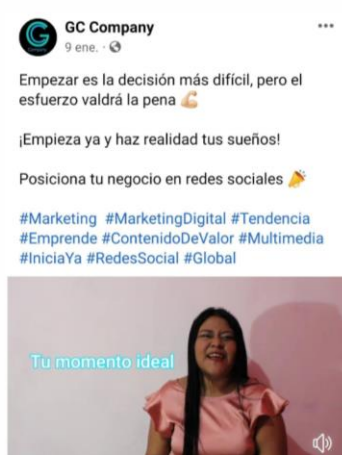 GC Company
9 ene.
Empezar es la decisión más difícil, pero el
esfuerzo valdrá la pena 💪🏼
¡Empieza ya y haz realidad tus sueños!
Posiciona tu negocio en redes sociales 🎉
#Marketing #MarketingDigital #Tendencia
#Emprende #ContenidoDeValor #Multimedia
#IniciaYa #RedesSocial #Global
Tu momento ideal